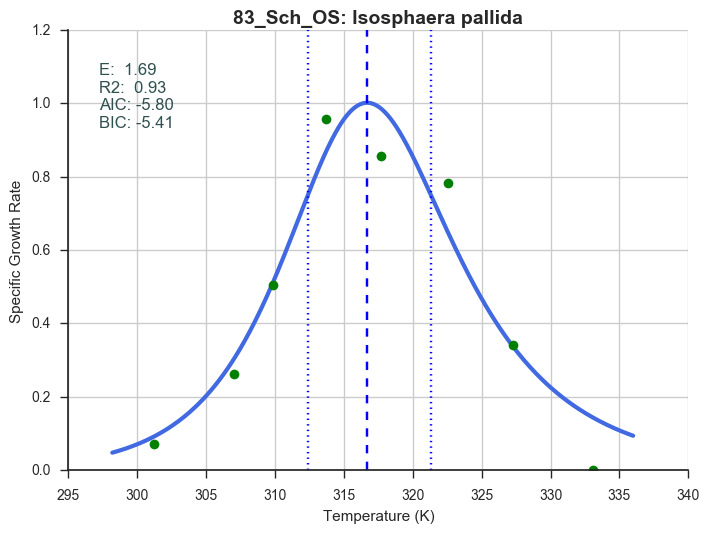 83_Sch_OS: Isosphaera pallida
1.2
E: 1.69
R2: 0.93
AIC: -5.80
BIC: -5.41
1.0
0.8
0.6
0.4
0.2
0.0
Specific Growth Rate
295 300 305 310 315 320 325 330 335 340
Temperature (K)